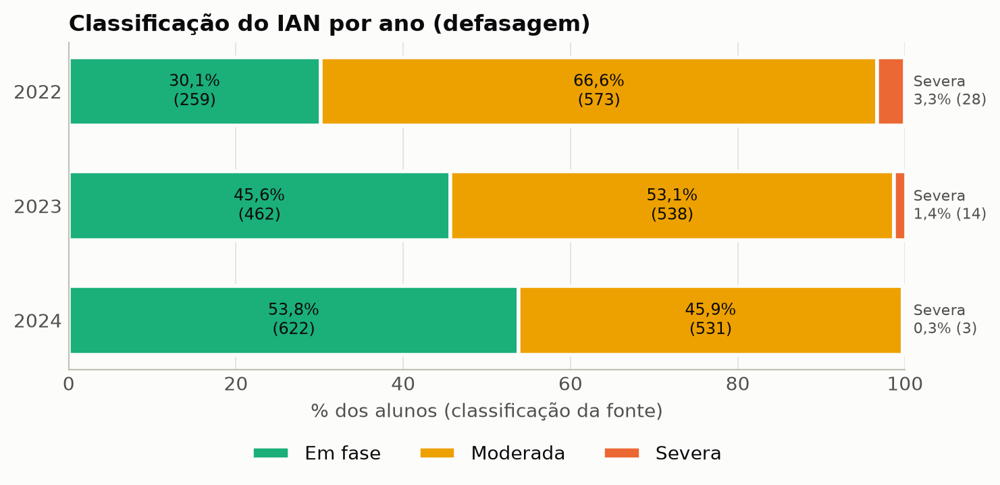 Classificação do IAN por ano (defasagem)
2022
30,1%
(259)
66,6%
(573)
Severa
3,3% (28)
2023
45,6%
(462)
53,1%
(538)
Severa
1,4% (14)
2024
53,8%
(622)
45,9%
(531)
Severa
0,3% (3)
0 20 40 60 80 100
% dos alunos (classificação da fonte)
Em fase Moderada Severa